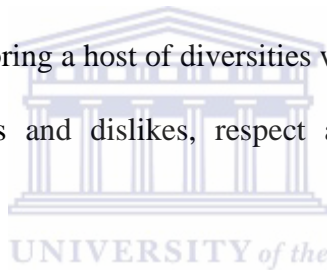 oring a host of diversities
s and dislikes, respect a
UNIVERSITY of the